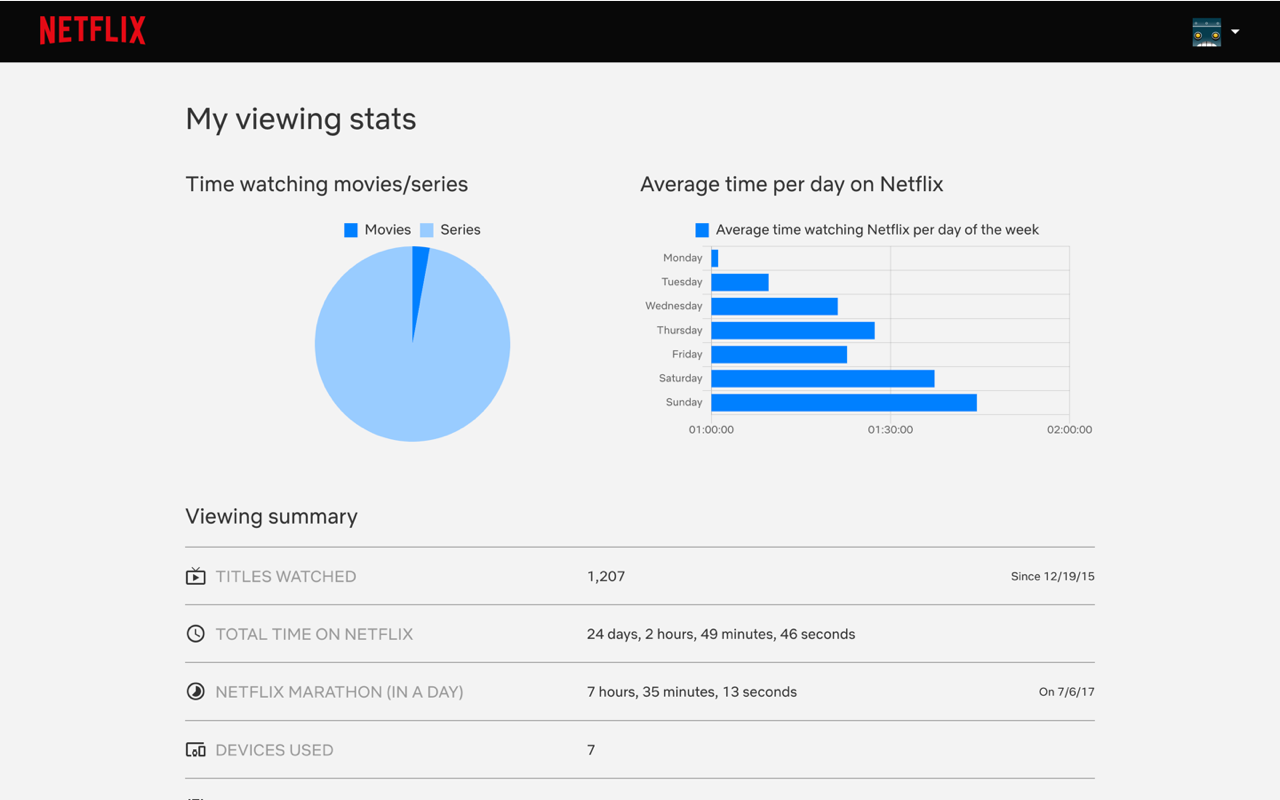 NETFLIX
My viewing stats
Time watching movies/series
Movies Series
Average time per day on Netflix
Average time watching Netflix per day of the week
Monday
Tuesday
Wednesday
Thursday
Friday
Saturday
Sunday
01:00:00 01:30:00 02:00:00
Viewing summary
TITLES WATCHED 1,207 Since 12/19/15
TOTAL TIME ON NETFLIX 24 days, 2 hours, 49 minutes, 46 seconds
NETFLIX MARATHON (IN A DAY) 7 hours, 35 minutes, 13 seconds On 7/6/17
DEVICES USED 7